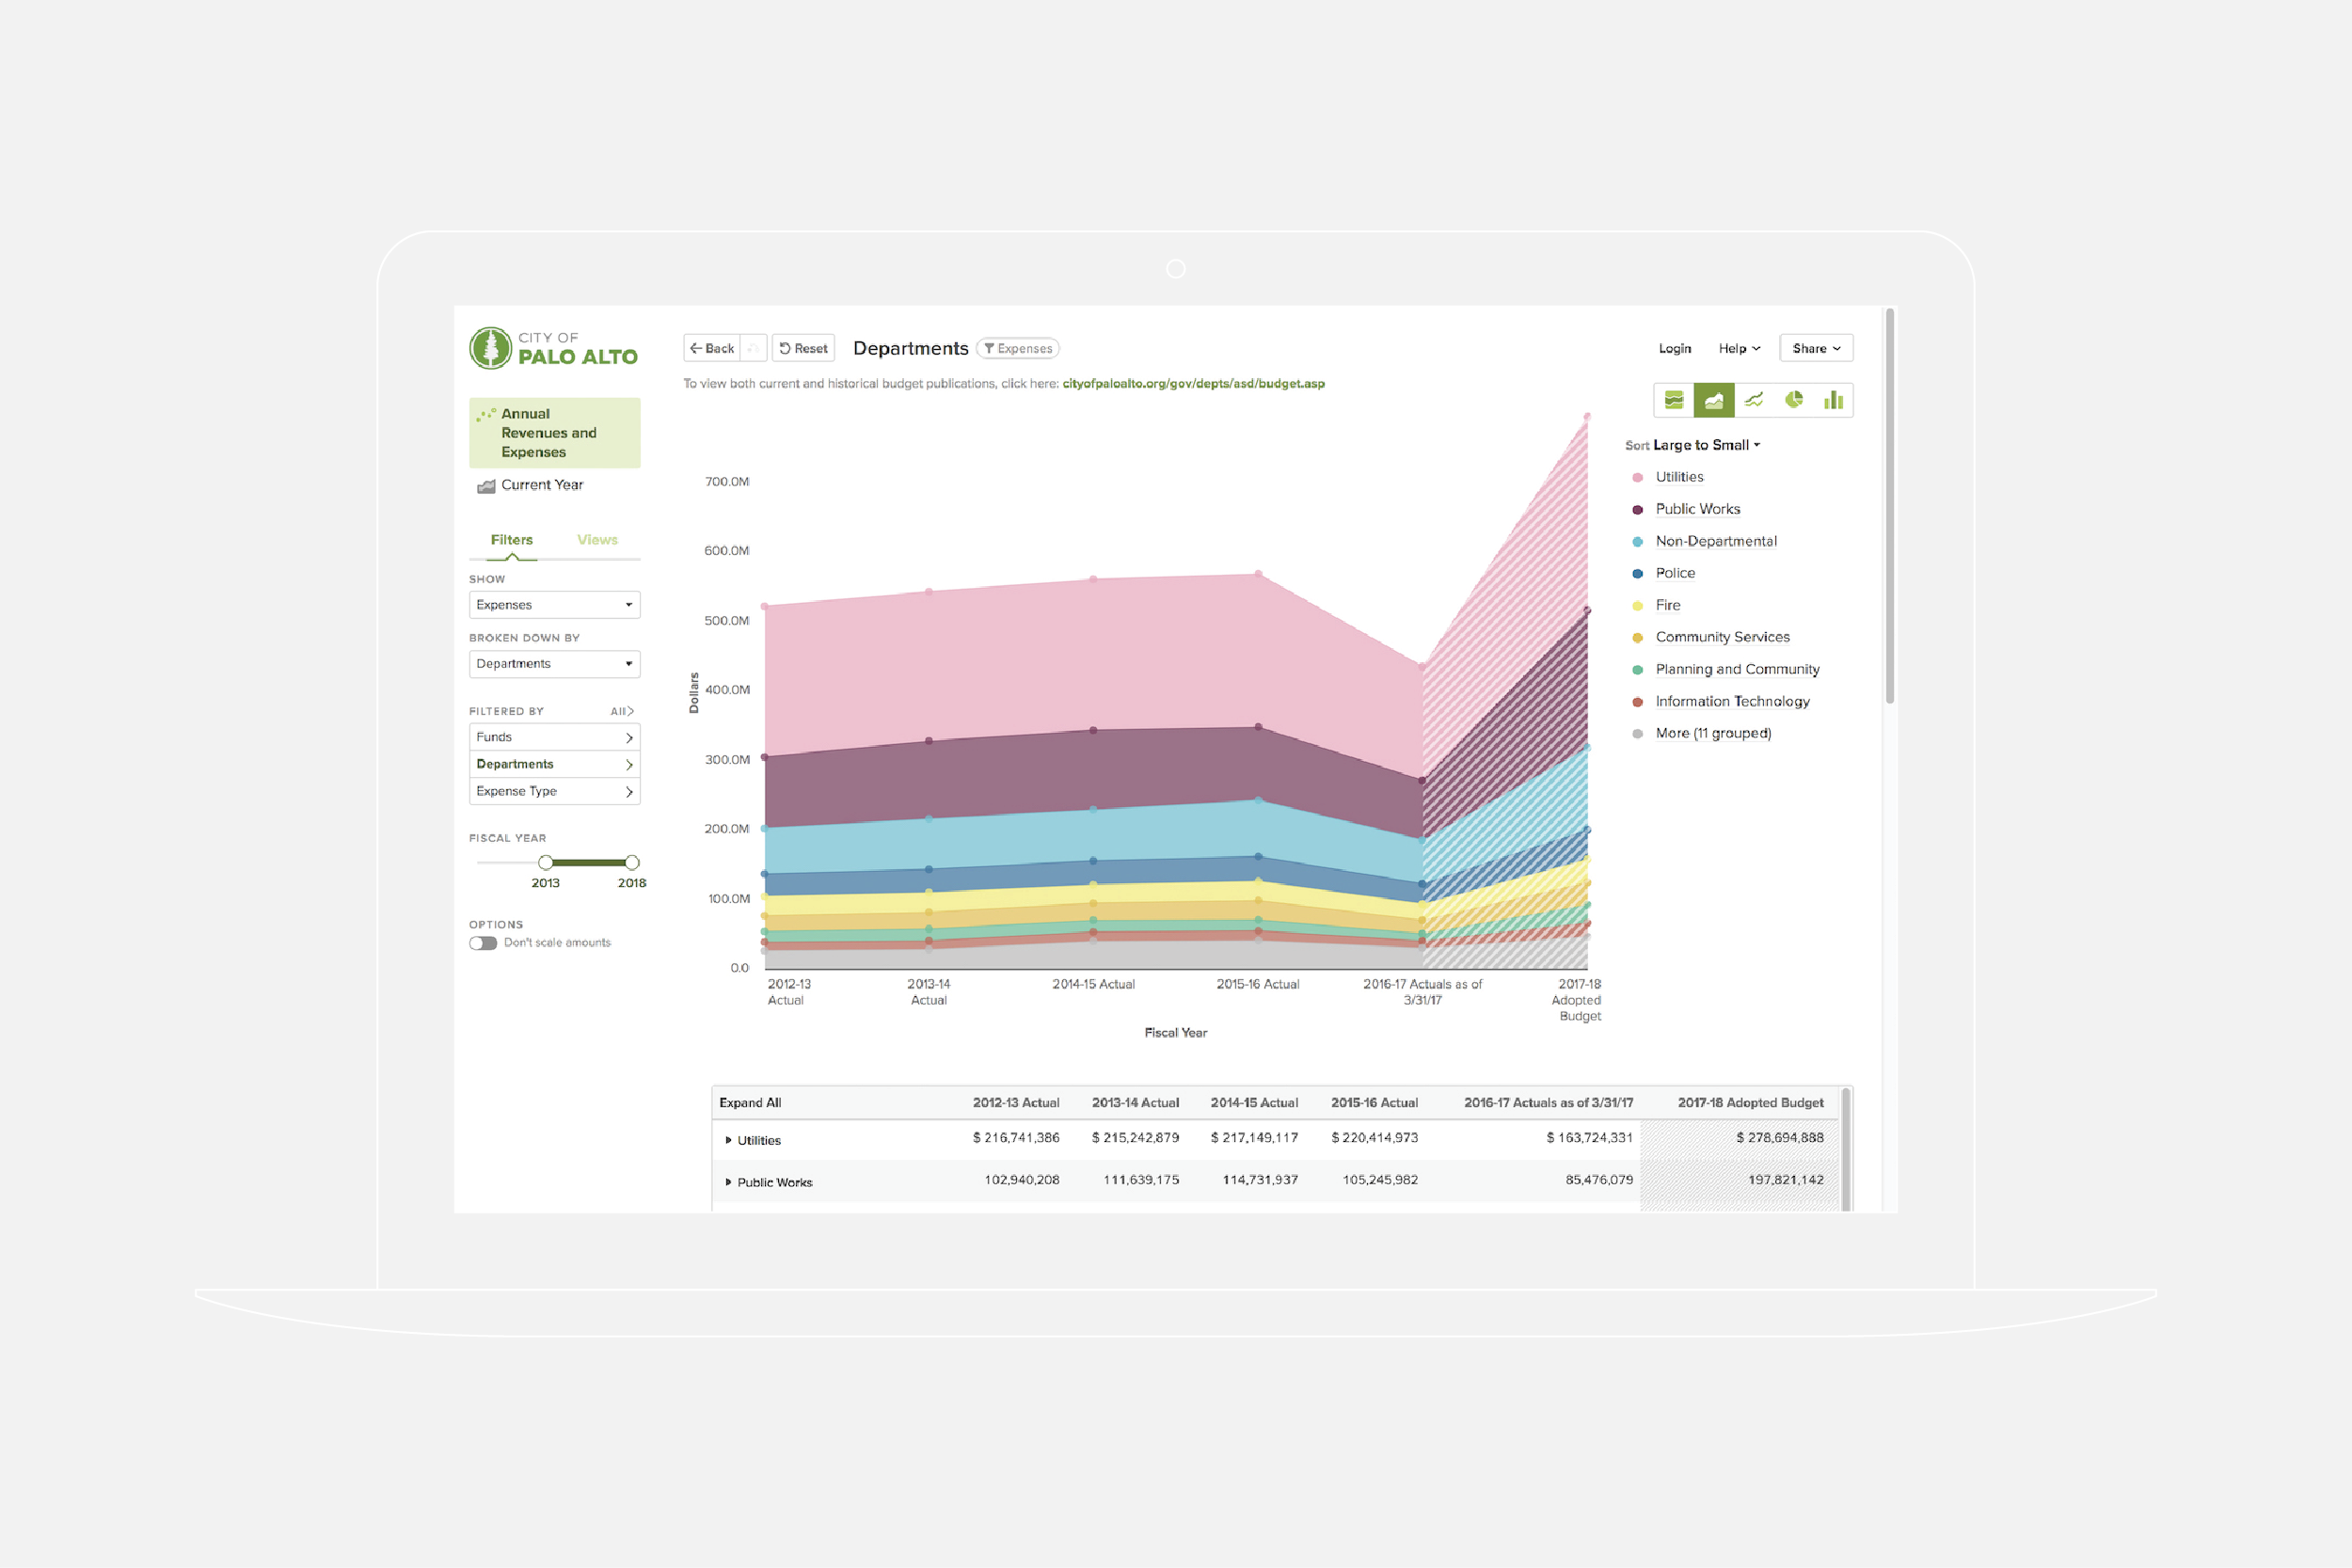 CITY OF
PALO ALTO
Annual
Revenues and
Expenses
Current Year
Filters Views
SHOW
Expenses
BROKEN DOWN BY
Departments
FILTERED BY All
Funds
Departments
Expense Type
FISCAL YEAR
2013 2018
OPTIONS
Don't scale amounts
Back Reset Departments Expenses
To view both current and historical budget publications, click here: cityofpaloalto.org/gov/depts/asd/budget.asp
Login Help Share
Sort Large to Small
Utilities
Public Works
Non-Departmental
Police
Fire
Community Services
Planning and Community
Information Technology
More (11 grouped)
Dollars
700.0M
600.0M
500.0M
400.0M
300.0M
200.0M
100.0M
0.0
2012-13
Actual
2013-14
Actual
2014-15 Actual
2015-16 Actual
2016-17 Actuals as of
3/31/17
2017-18
Adopted
Budget
Fiscal Year
Expand All 2012-13 Actual 2013-14 Actual 2014-15 Actual 2015-16 Actual 2016-17 Actuals as of 3/31/17 2017-18 Adopted Budget
Utilities $ 216,741,386 $ 215,242,879 $ 217,149,117 $ 220,414,973 $ 163,724,331 $ 278,694,888
Public Works 102,940,208 111,639,175 114,731,937 105,245,982 85,476,079 197,821,142